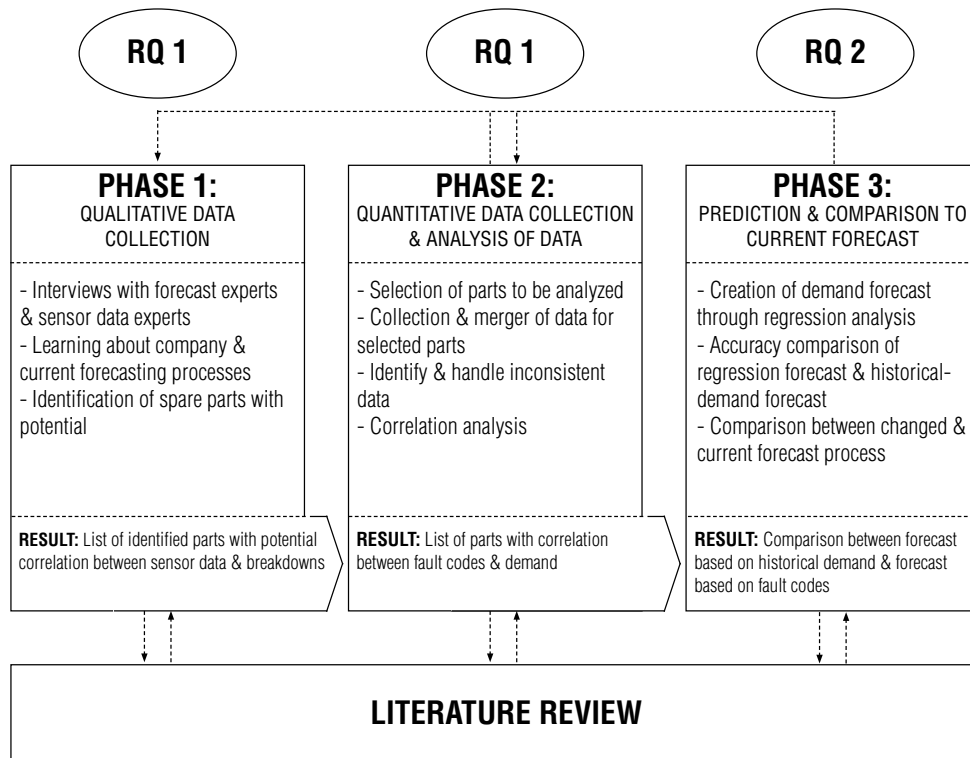 RQ 1
RQ 1
RQ 2
PHASE 1:
QUALITATIVE DATA
COLLECTION
- Interviews with forecast experts
& sensor data experts
- Learning about company &
current forecasting processes
- Identification of spare parts with
potential
RESULT: List of identified parts with potential
correlation between sensor data & breakdowns
PHASE 2:
QUANTITATIVE DATA COLLECTION
& ANALYSIS OF DATA
- Selection of parts to be analyzed
- Collection & merger of data for
selected parts
- Identify & handle inconsistent
data
- Correlation analysis
RESULT: List of parts with correlation
between fault codes & demand
PHASE 3:
PREDICTION & COMPARISON TO
CURRENT FORECAST
- Creation of demand forecast
through regression analysis
- Accuracy comparison of
regression forecast & historical-
demand forecast
- Comparison between changed &
current forecast process
RESULT: Comparison between forecast
based on historical demand & forecast
based on fault codes
LITERATURE REVIEW